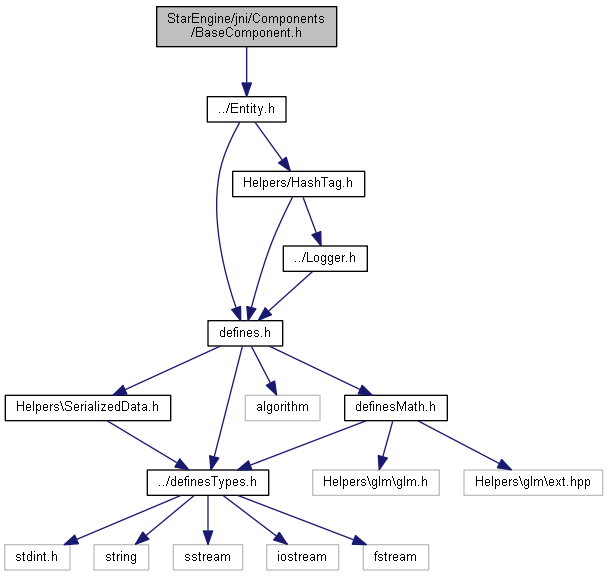 StarEngine/jni/Components
/BaseComponent.h
../Entity.h
Helpers/HashTag.h
../Logger.h
defines.h
Helpers\SerializedData.h
algorithm
definesMath.h
../definesTypes.h
Helpers\glm\glm.h
Helpers\glm\ext.hpp
stdint.h
string
sstream
iostream
fstream